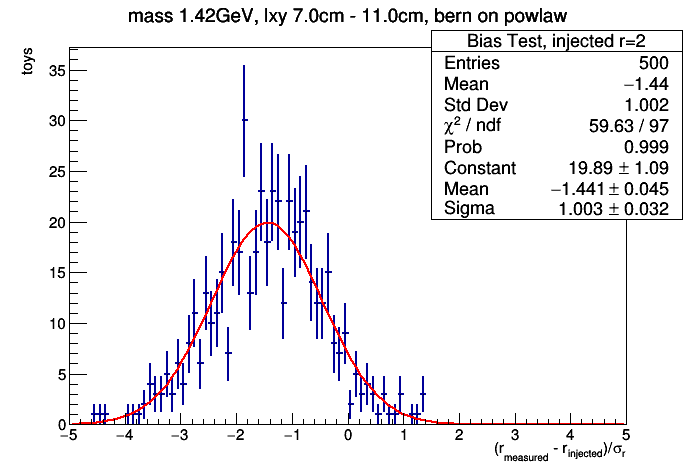 mass 1.42GeV, lxy 7.0cm - 11.0cm, bern on powlaw
toys
Bias Test, injected r=2
Entries 500
Mean −1.44
Std Dev 1.002
χ² / ndf 59.63 / 97
Prob 0.999
Constant 19.89 ± 1.09
Mean −1.441 ± 0.045
Sigma 1.003 ± 0.032
35
30
25
20
15
10
5
0
−5 −4 −3 −2 −1 0 1 2 3 4 5
(r_measured - r_injected)/σ_r